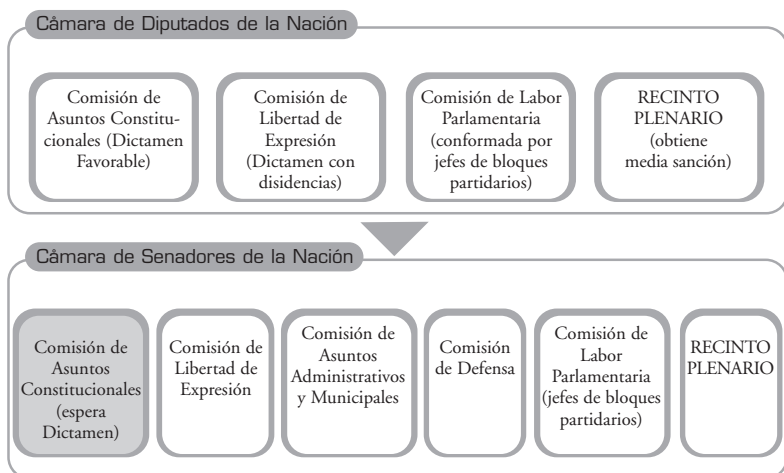 Cámara de Diputados de la Nación
Comisión de
Asuntos Constitu-
cionales (Dictamen
Favorable)
Comisión de
Libertad de
Expresión
(Dictamen con
disidencias)
Comisión de Labor
Parlamentaria
(conformada por
jefes de bloques
partidarios)
RECINTO
PLENARIO
(obtiene
media sanción)
Cámara de Senadores de la Nación
Comisión de
Asuntos
Constitucionales
(espera
Dictamen)
Comisión de
Libertad de
Expresión
Comisión de
Asuntos
Administrativos
y Municipales
Comisión
de Defensa
Comisión de
Labor
Parlamentaria
(jefes de bloques
partidarios)
RECINTO
PLENARIO